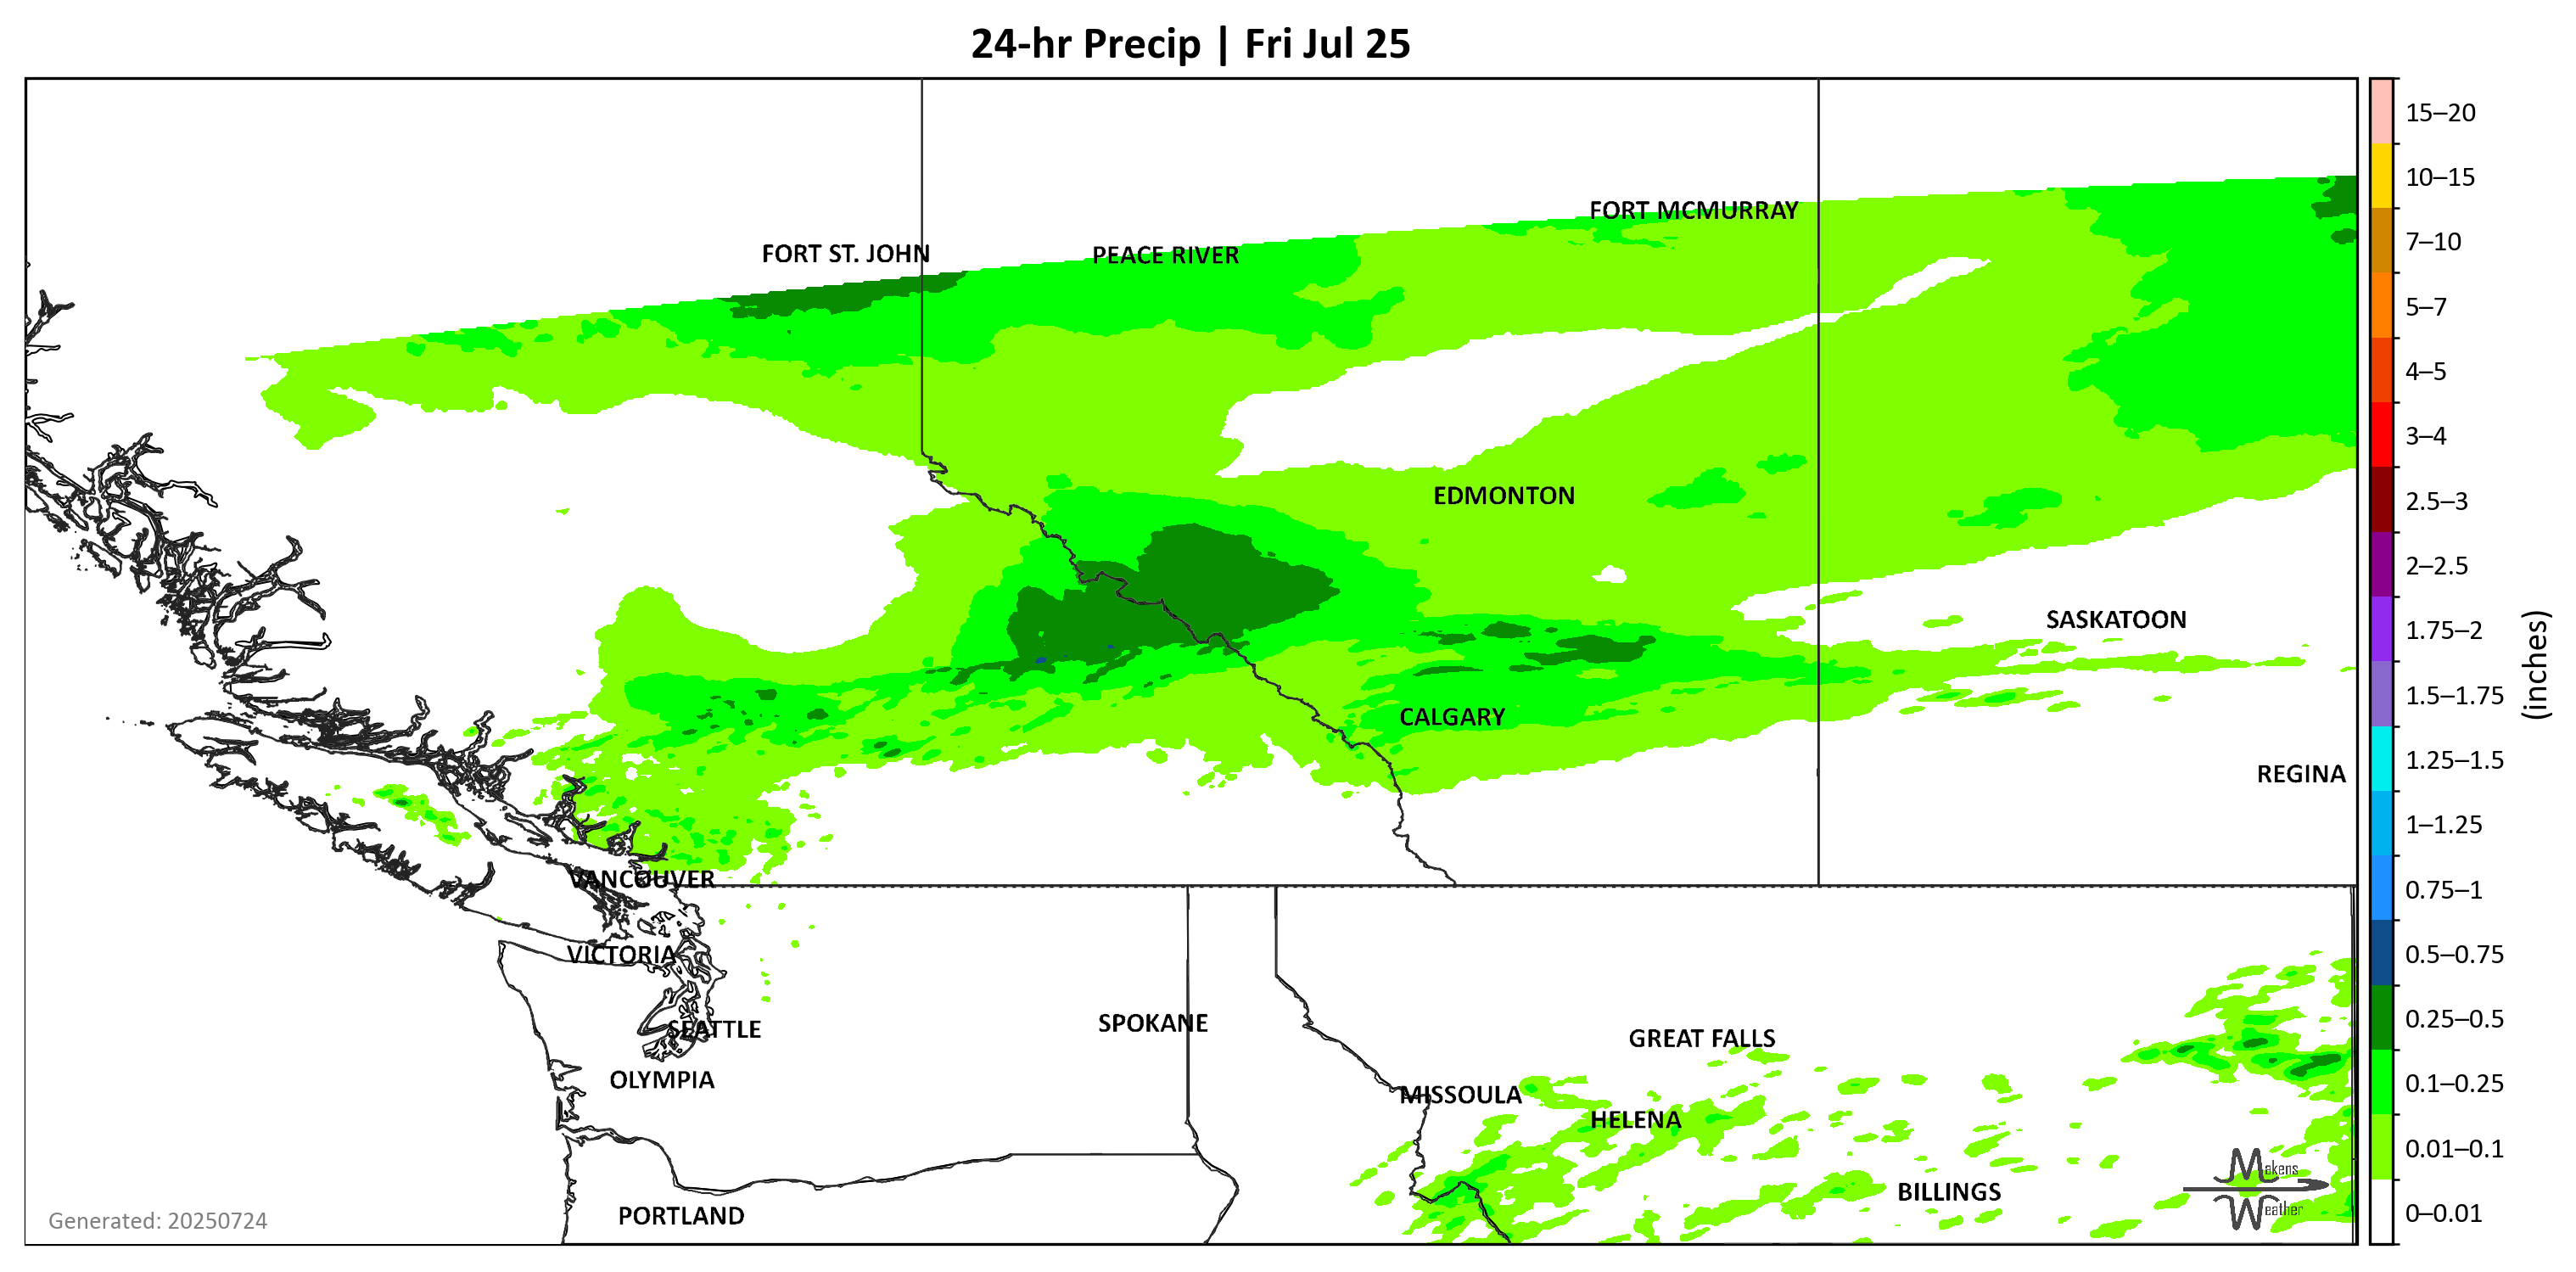 24-hr Precip | Fri Jul 25
15–20
10–15
7–10
5–7
4–5
3–4
2.5–3
2–2.5
1.75–2
1.5–1.75
1.25–1.5
1–1.25
0.75–1
0.5–0.75
0.25–0.5
0.1–0.25
0.01–0.1
0–0.01
(inches)
FORT MCMURRAY
FORT ST. JOHN
PEACE RIVER
EDMONTON
SASKATOON
CALGARY
REGINA
VANCOUVER
VICTORIA
SPOKANE
SEATTLE
GREAT FALLS
OLYMPIA
MISSOULA
HELENA
BILLINGS
PORTLAND
Makens
Weather
Generated: 20250724